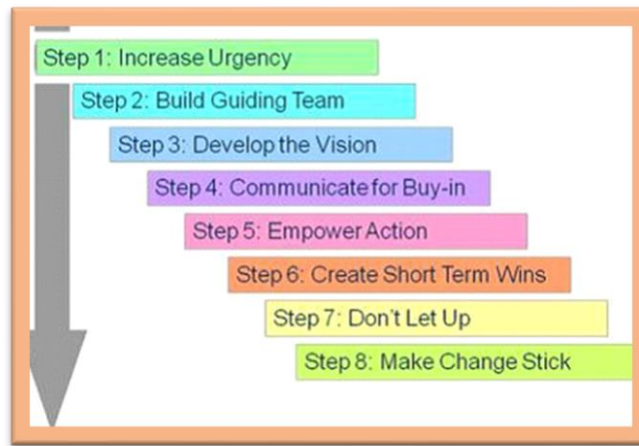 Step 1: Increase Urgency
Step 2: Build Guiding Team
Step 3: Develop the Vision
Step 4: Communicate for Buy-in
Step 5: Empower Action
Step 6: Create Short Term Wins
Step 7: Don't Let Up
Step 8: Make Change Stick